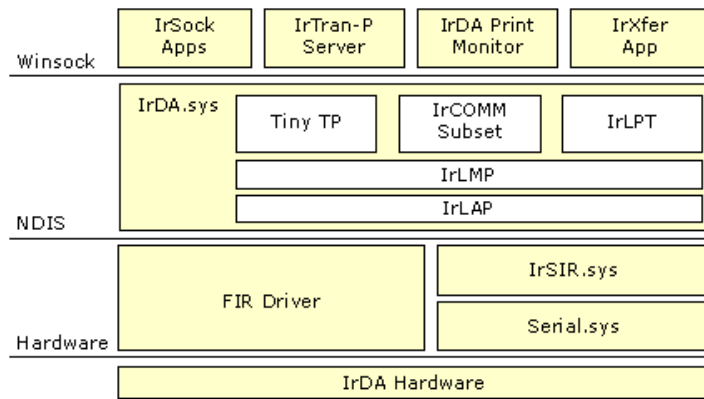 IrSock Apps
IrTran-P Server
IrDA Print Monitor
IrXfer App
Winsock
IrDA.sys
Tiny TP
IrCOMM Subset
IrLPT
IrLMP
IrLAP
NDIS
FIR Driver
IrSIR.sys
Serial.sys
Hardware
IrDA Hardware